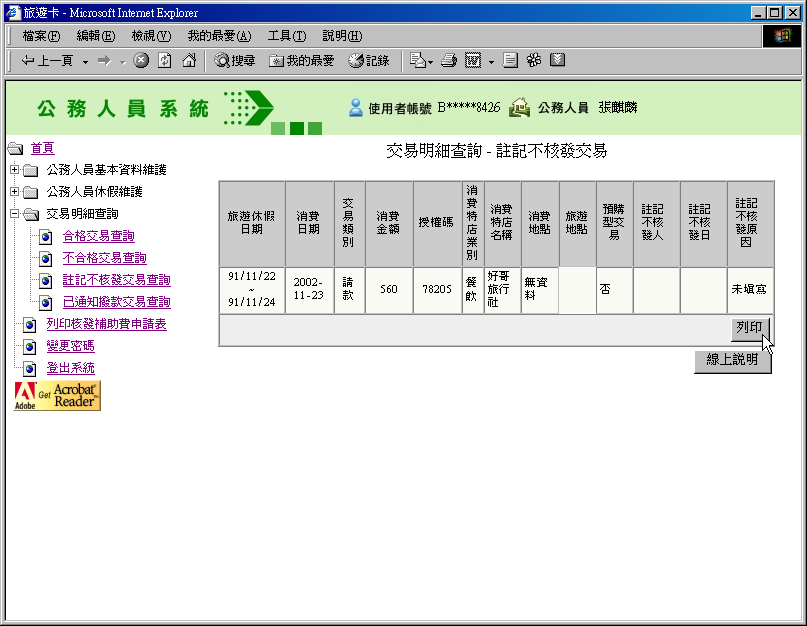 旅遊卡 - Microsoft Internet Explorer
檔案(F) 編輯(E) 檢視(V) 我的最愛(A) 工具(T) 說明(H)
上一頁 搜尋 我的最愛 記錄
公務人員系統 使用者帳號 B*****8426 公務人員 張麒麟
首頁
公務人員基本資料維護
公務人員休假維護
交易明細查詢
合格交易查詢
不合格交易查詢
註記不核發交易查詢
已通知撥款交易查詢
列印核發補助費申請表
變更密碼
登出系統
Adobe Get Acrobat Reader
交易明細查詢 - 註記不核發交易
旅遊休假日期 消費日期 交易類別 消費金額 授權碼 消費特店業別 消費特店名稱 消費地點 旅遊地點 預購型交易 註記不核發人 註記不核發日 註記不核發原因
91/11/22 ~ 91/11/24 2002-11-23 請款 560 78205 餐飲 好哥旅行社 無資料 否 未填寫
列印
線上說明